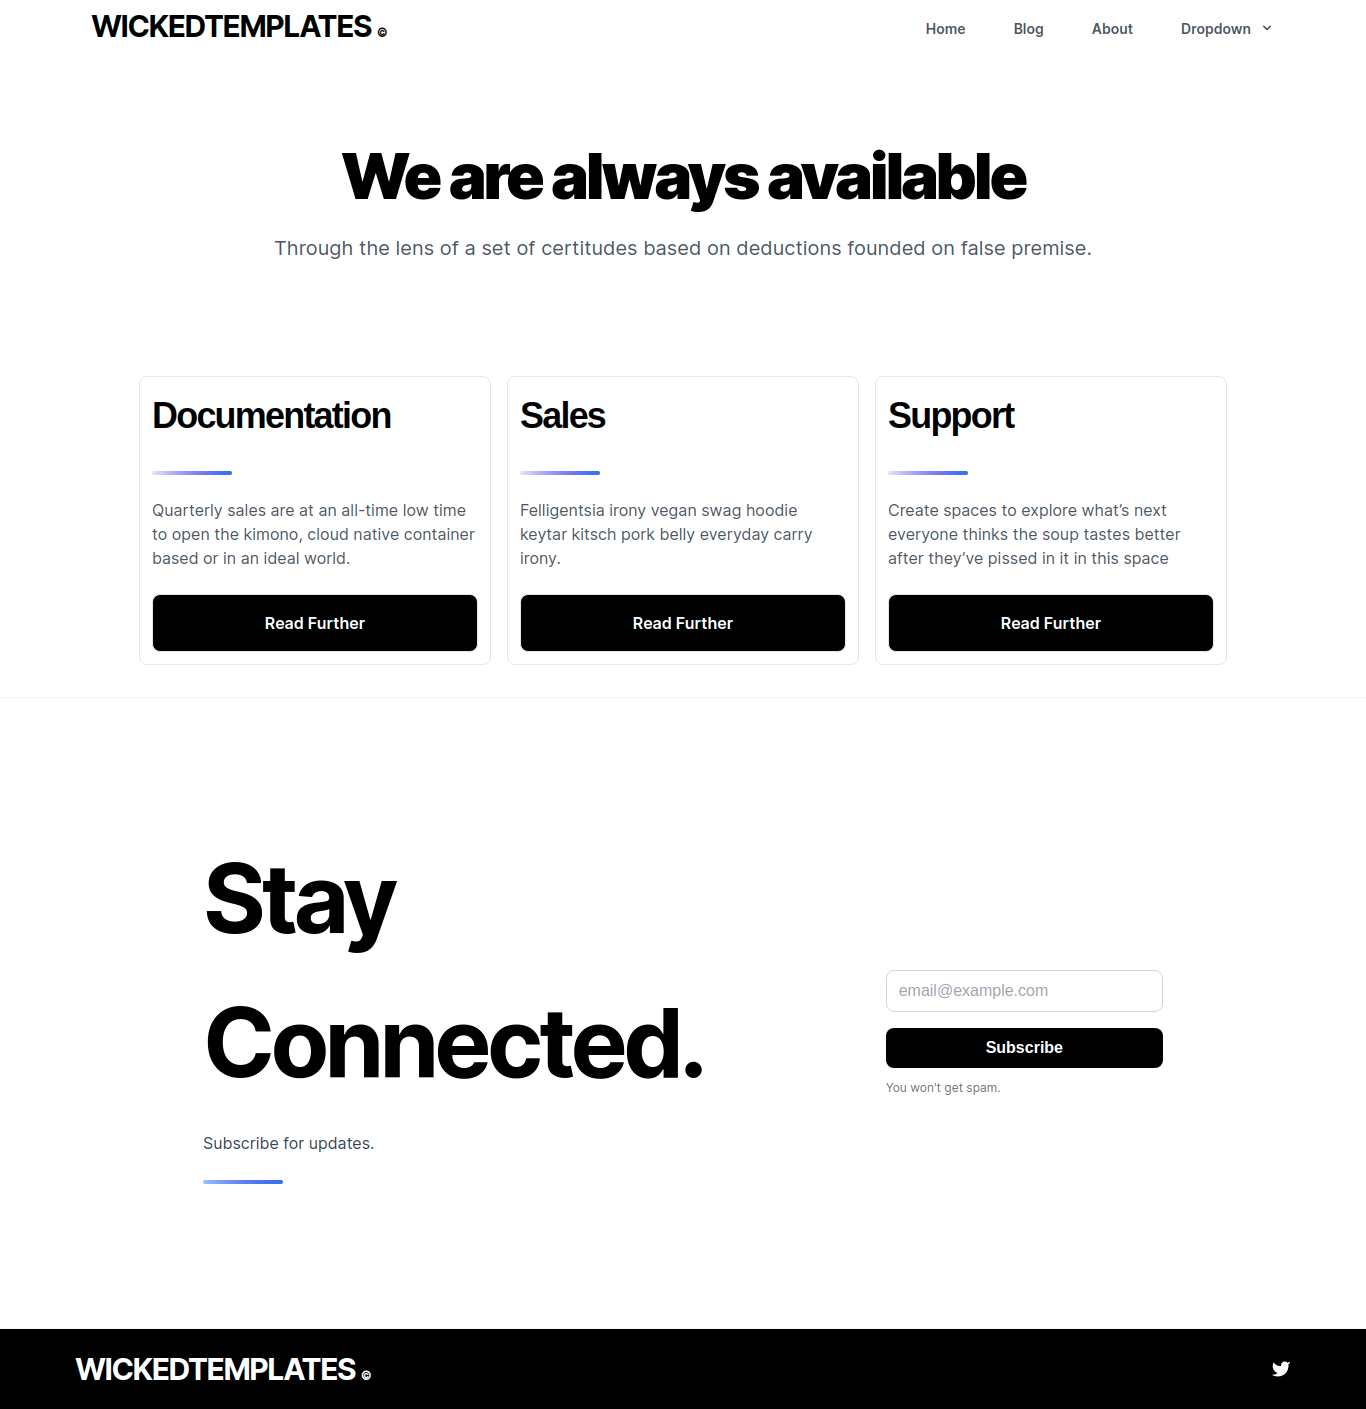 WICKEDTEMPLATES ©
Home Blog About Dropdown
We are always available
Through the lens of a set of certitudes based on deductions founded on false premise.
Documentation
Quarterly sales are at an all-time low time
to open the kimono, cloud native container
based or in an ideal world.
Read Further
Sales
Felligentsia irony vegan swag hoodie
keytar kitsch pork belly everyday carry
irony.
Read Further
Support
Create spaces to explore what’s next
everyone thinks the soup tastes better
after they’ve pissed in it in this space
Read Further
Stay
Connected.
Subscribe for updates.
email@example.com
Subscribe
You won't get spam.
WICKEDTEMPLATES ©